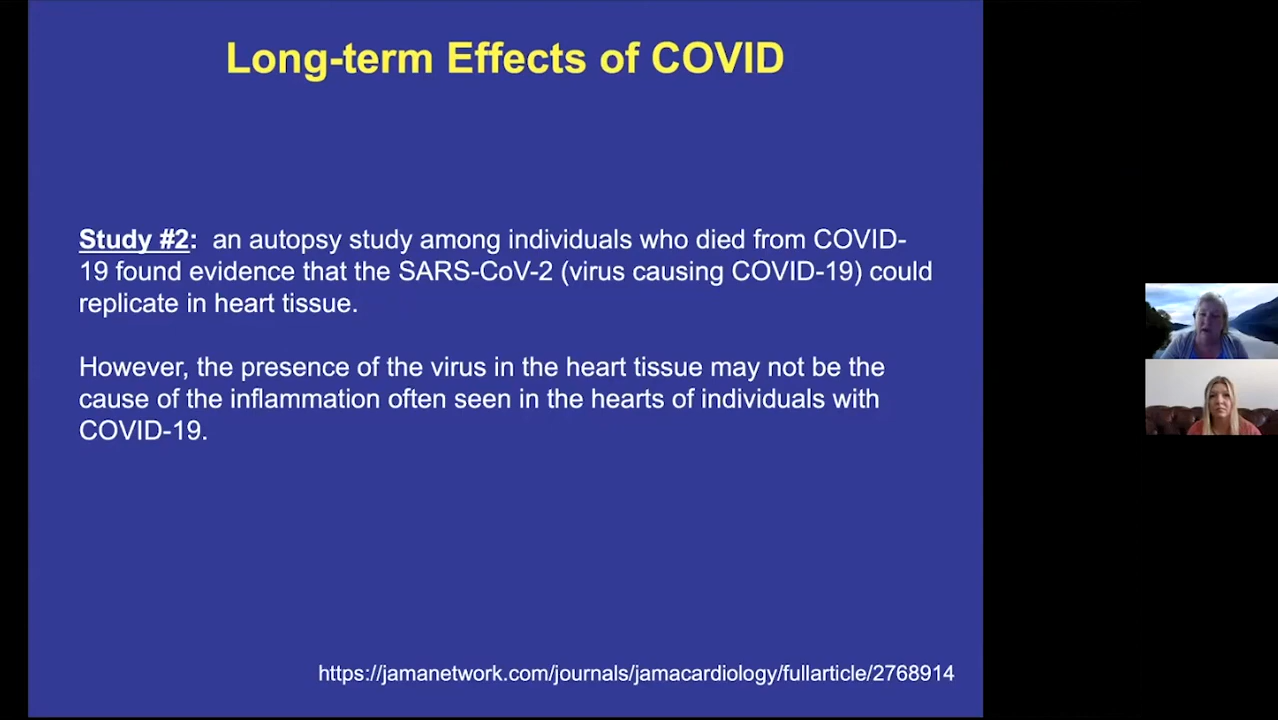 Long-term Effects of COVID
Study #2: an autopsy study among individuals who died from COVID-
19 found evidence that the SARS-CoV-2 (virus causing COVID-19) could
replicate in heart tissue.
However, the presence of the virus in the heart tissue may not be the
cause of the inflammation often seen in the hearts of individuals with
COVID-19.
https://jamanetwork.com/journals/jamacardiology/fullarticle/2768914